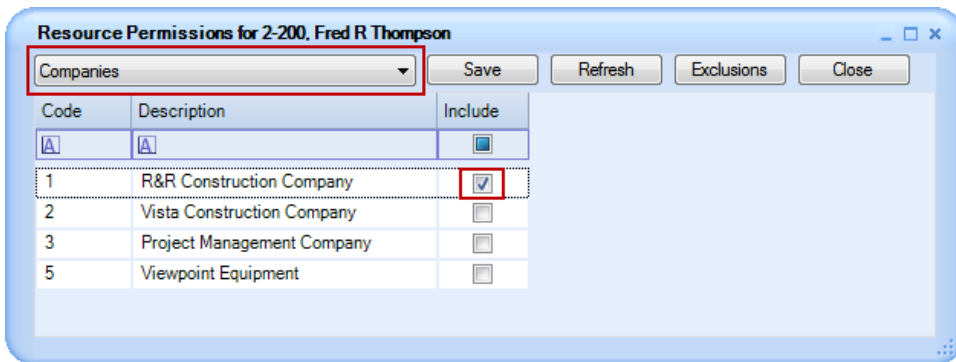 Resource Permissions for 2-200, Fred R Thompson
Companies Save Refresh Exclusions Close
Code Description Include
A A
1 R&R Construction Company
2 Vista Construction Company
3 Project Management Company
5 Viewpoint Equipment